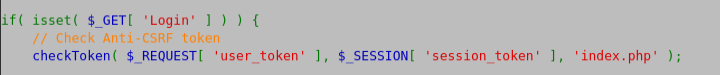 if( isset( $_GET[ 'Login' ] ) ) {
// Check Anti-CSRF token
checkToken( $_REQUEST[ 'user_token' ], $_SESSION[ 'session_token' ], 'index.php' );